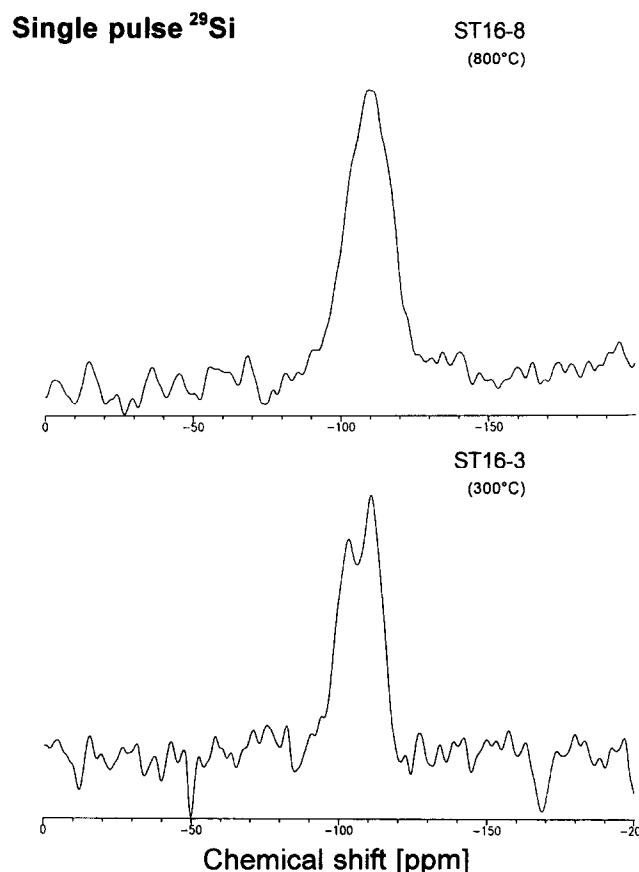 Single pulse ²⁹Si
ST16-8
(800°C)
0 -50 -100 -150
ST16-3
(300°C)
0 -50 -100 -150 -20
Chemical shift [ppm]